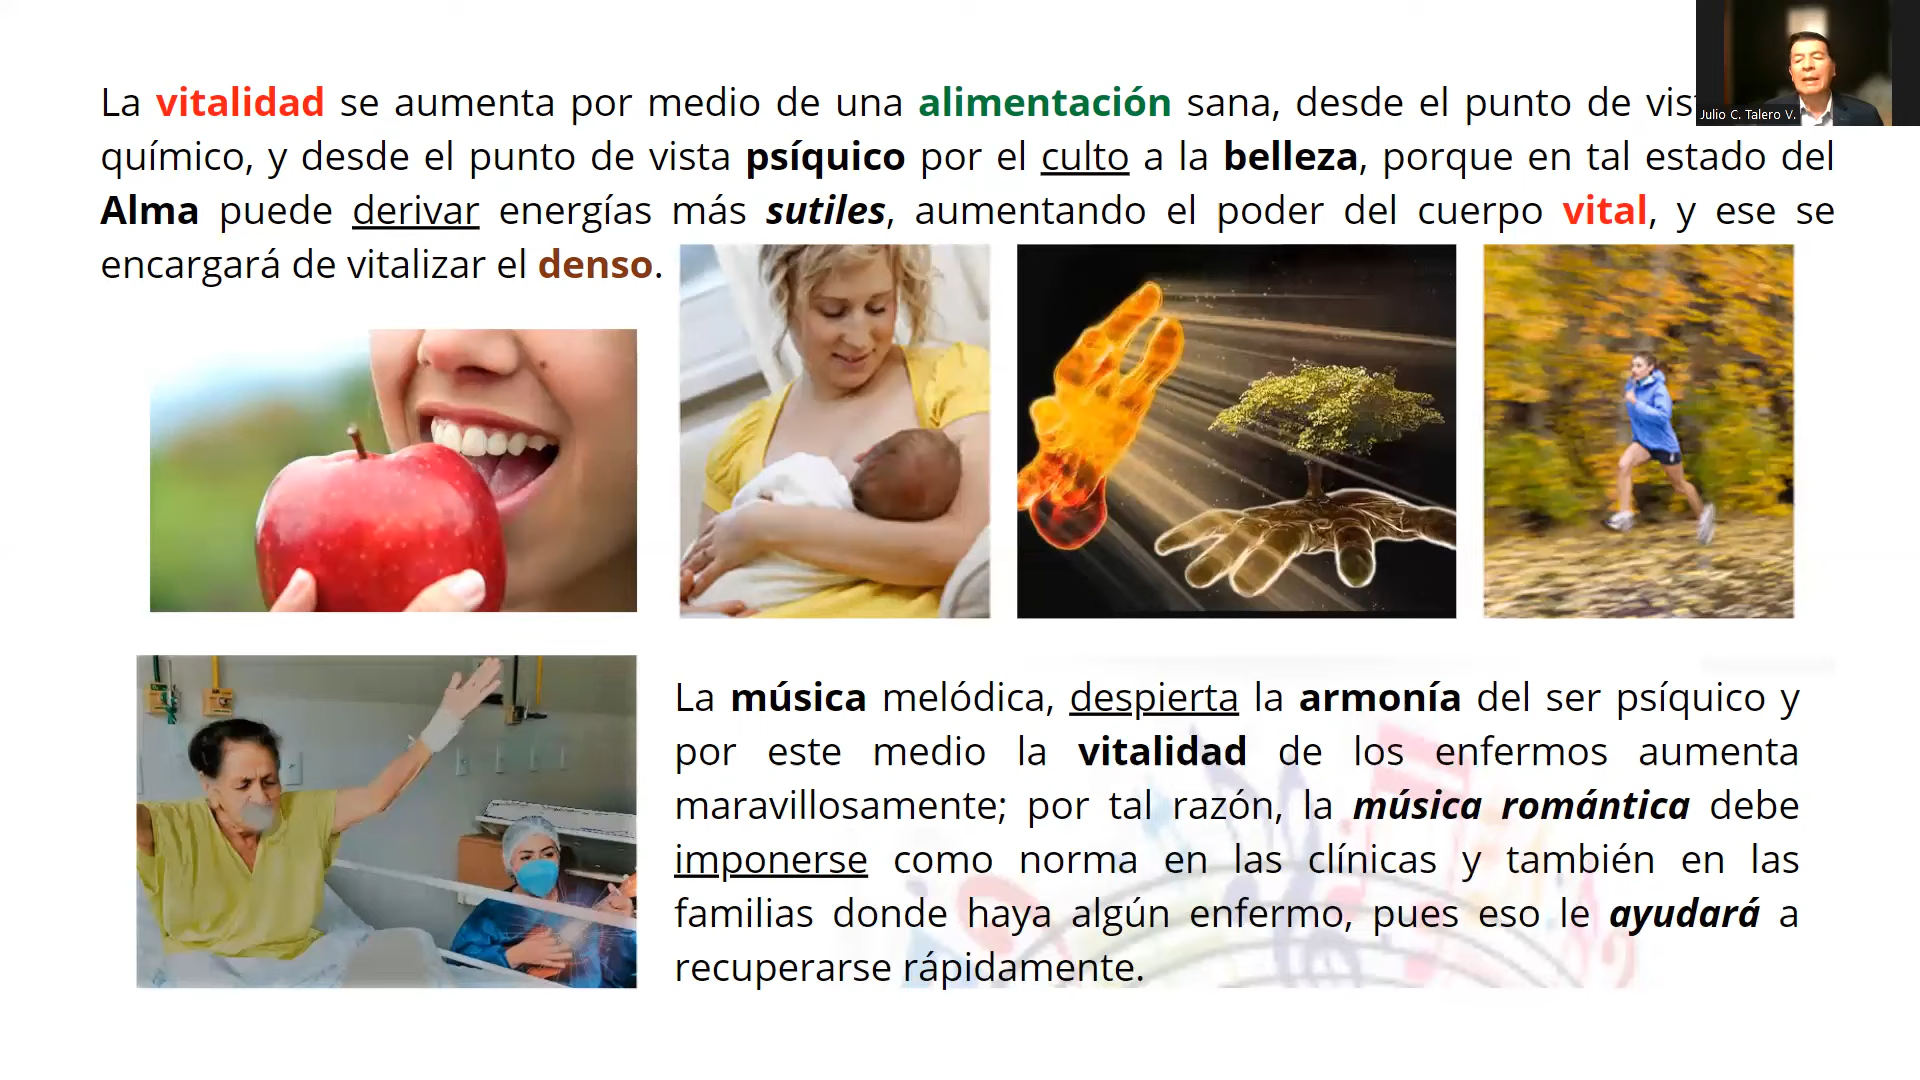 La vitalidad se aumenta por medio de una alimentación sana, desde el punto de
químico, y desde el punto de vista psíquico por el culto a la belleza, porque en tal estado del
Alma puede derivar energías más sutiles, aumentando el poder del cuerpo vital, y ese se
encargará de vitalizar el denso.
Julio C. Talero V.
La música melódica, despierta la armonía del ser psíquico y
por este medio la vitalidad de los enfermos aumenta
maravillosamente; por tal razón, la música romántica debe
imponerse como norma en las clínicas y también en las
familias donde haya algún enfermo, pues eso le ayudará a
recuperarse rápidamente.